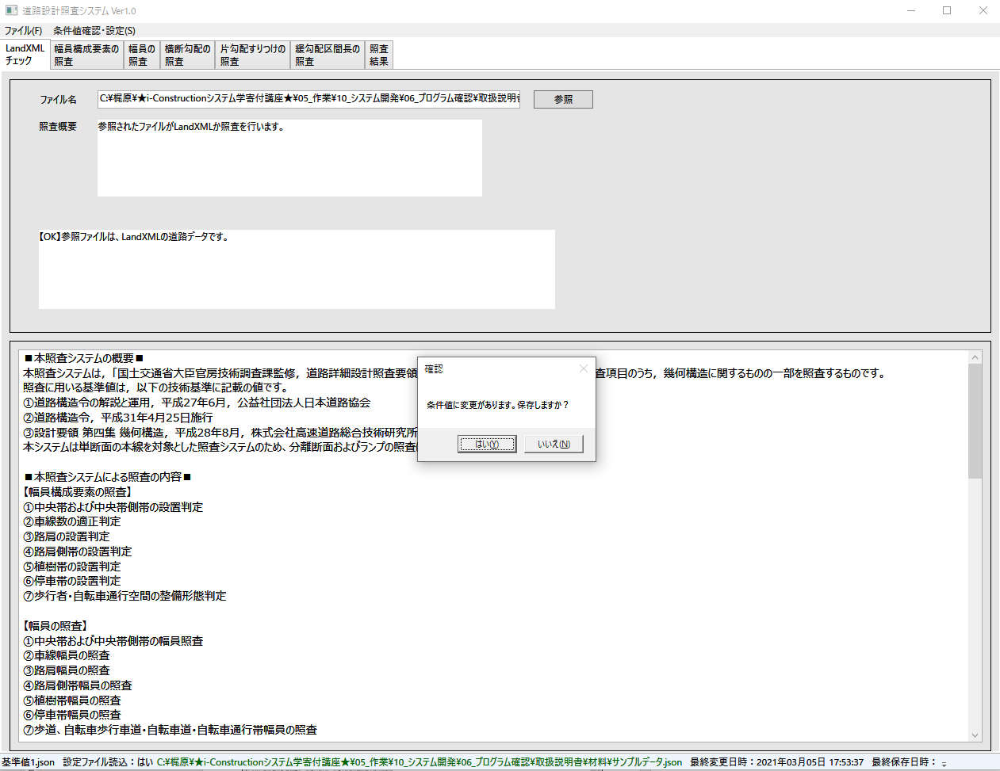 道路設計照査システム Ver1.0
ファイル(F) 条件値確認・設定(S)
LandXML
チェック
幅員構成要素の
照査
幅員の
照査
横断勾配の
照査
片勾配すりつけの
照査
緩勾配区間長の
照査
照査
結果
ファイル名 C:¥梶原¥★i-Constructionシステム学寄付講座★¥05_作業¥10_システム開発¥06_プログラム確認¥取扱説明書 参照
照査概要 参照されたファイルがLandXMLか照査を行います。
【OK】参照ファイルは、LandXMLの道路データです。
■本照査システムの概要■
本照査システムは，「国土交通省大臣官房技術調査課監修，道路詳細設計照査要領 査項目のうち，幾何構造に関するものの一部を照査するものです。
照査に用いる基準値は，以下の技術基準に記載の値です。
①道路構造令の解説と運用，平成27年6月，公益社団法人日本道路協会
②道路構造令，平成31年4月25日施行
③設計要領 第四集 幾何構造，平成28年8月，株式会社高速道路総合技術研究所
本システムは単断面の本線を対象とした照査システムのため、分離断面およびランプの照査
確認
条件値に変更があります。保存しますか？
はい(Y) いいえ(N)
■本照査システムによる照査の内容■
【幅員構成要素の照査】
①中央帯および中央帯側帯の設置判定
②車線数の適正判定
③路肩の設置判定
④路肩側帯の設置判定
⑤植樹帯の設置判定
⑥停車帯の設置判定
⑦歩行者・自転車通行空間の整備形態判定
【幅員の照査】
①中央帯および中央帯側帯の幅員照査
②車線幅員の照査
③路肩幅員の照査
④路肩側帯幅員の照査
⑤植樹帯幅員の照査
⑥停車帯幅員の照査
⑦歩道、自転車歩行車道・自転車道・自転車通行帯幅員の照査
基準値1.json 設定ファイル読込：はい C:¥梶原¥★i-Constructionシステム学寄付講座★¥05_作業¥10_システム開発¥06_プログラム確認¥取扱説明書¥材料¥サンプルデータ.json 最終変更日時：2021年03月05日 17:53:37 最終保存日時：